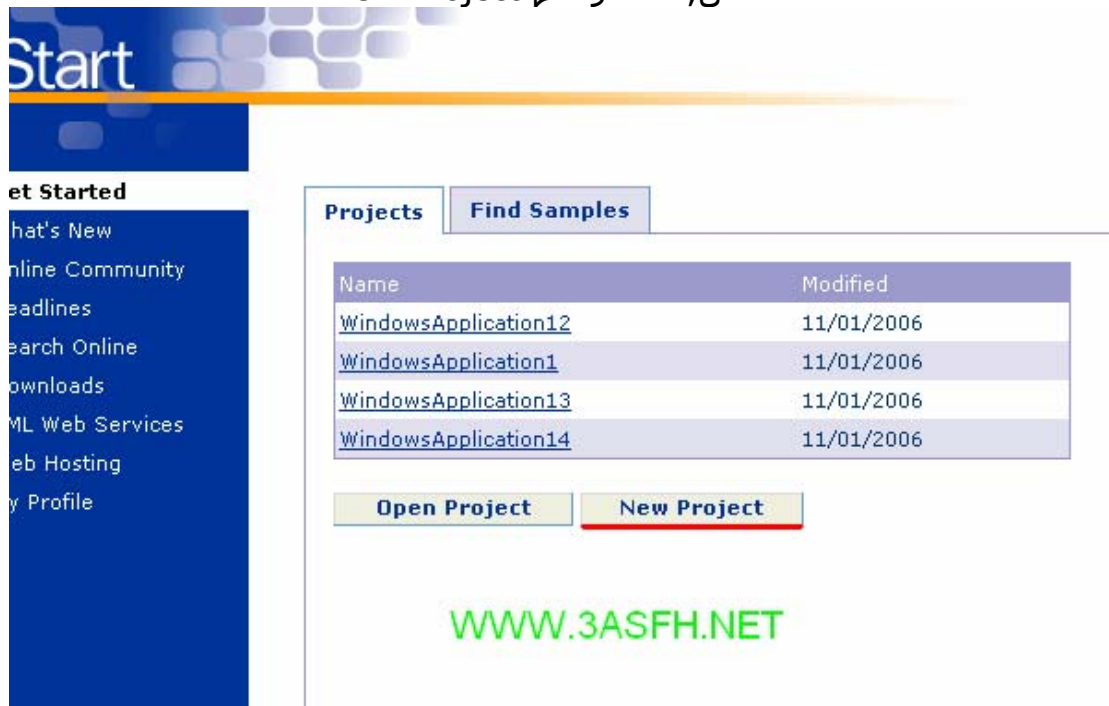 Start
et Started
hat's New
nline Community
eadlines
earch Online
ownloads
ML Web Services
eb Hosting
y Profile
Projects
Find Samples
Name Modified
WindowsApplication12 11/01/2006
WindowsApplication1 11/01/2006
WindowsApplication13 11/01/2006
WindowsApplication14 11/01/2006
Open Project
New Project
WWW.3ASFH.NET